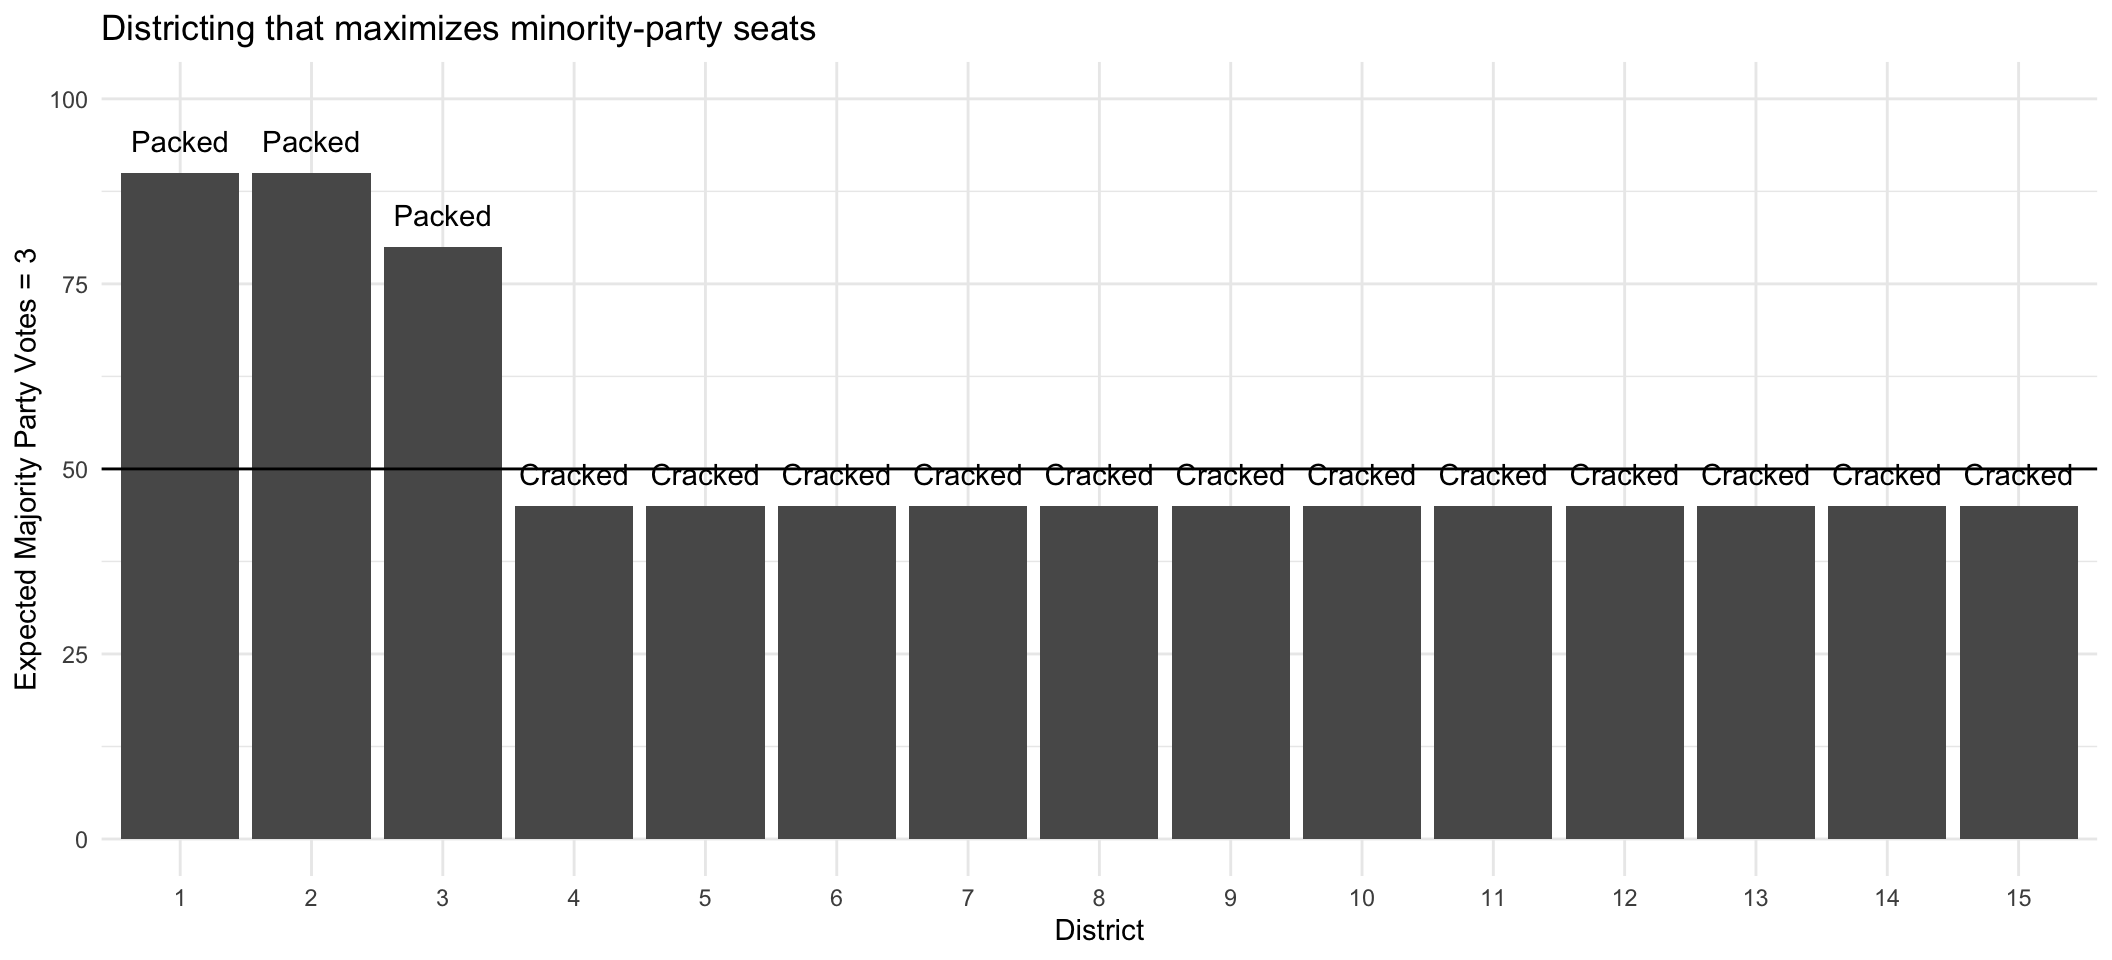 Districting that maximizes minority-party seats
Expected Majority Party Votes = 3
100
75
50
25
0
Packed
Packed
Packed
Cracked
Cracked
Cracked
Cracked
Cracked
Cracked
Cracked
Cracked
Cracked
Cracked
Cracked
Cracked
1 2 3 4 5 6 7 8 9 10 11 12 13 14 15
District